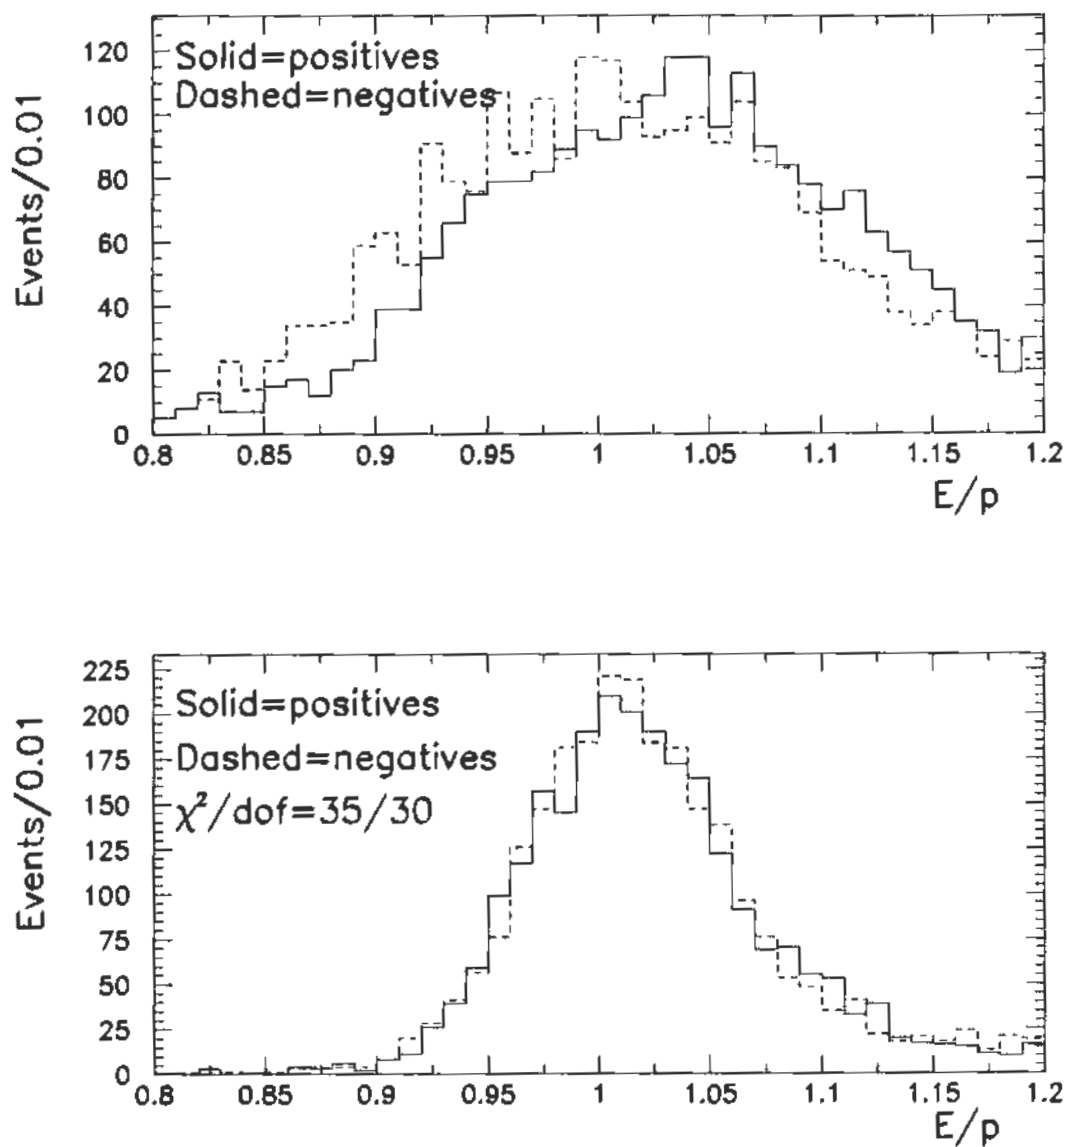 120
100
80
60
40
20
0
Events/0.01
Solid=positives
Dashed=negatives
0.8 0.85 0.9 0.95 1 1.05 1.1 1.15 1.2
E/p
225
200
175
150
125
100
75
50
25
0
Events/0.01
Solid=positives
Dashed=negatives
χ²/dof=35/30
0.8 0.85 0.9 0.95 1 1.05 1.1 1.15 1.2
E/p